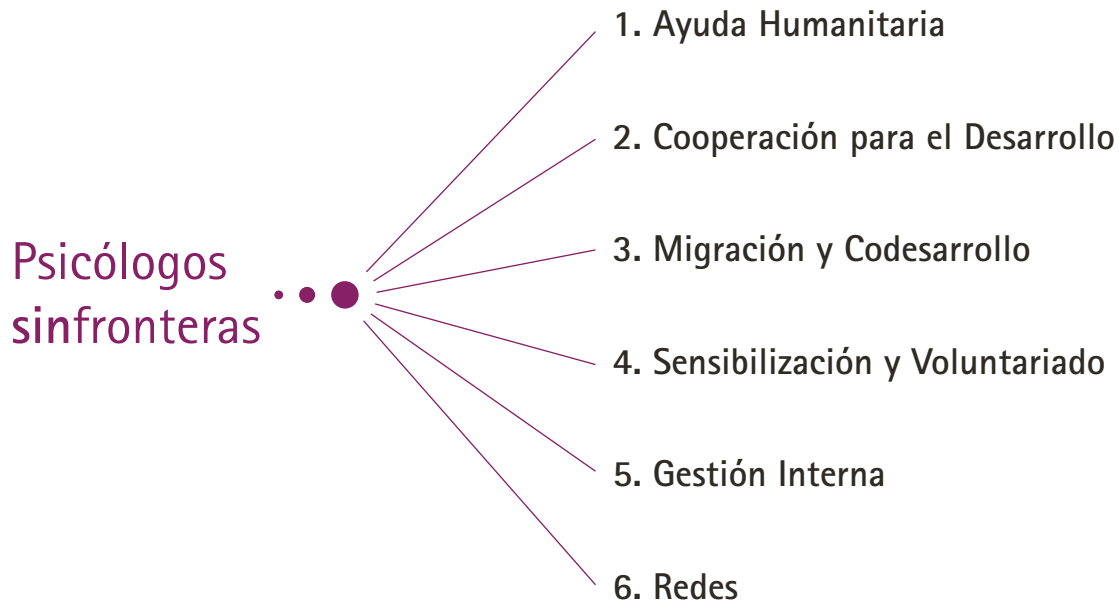 Psicólogos
sinfronteras
1. Ayuda Humanitaria
2. Cooperación para el Desarrollo
3. Migración y Codesarrollo
4. Sensibilización y Voluntariado
5. Gestión Interna
6. Redes